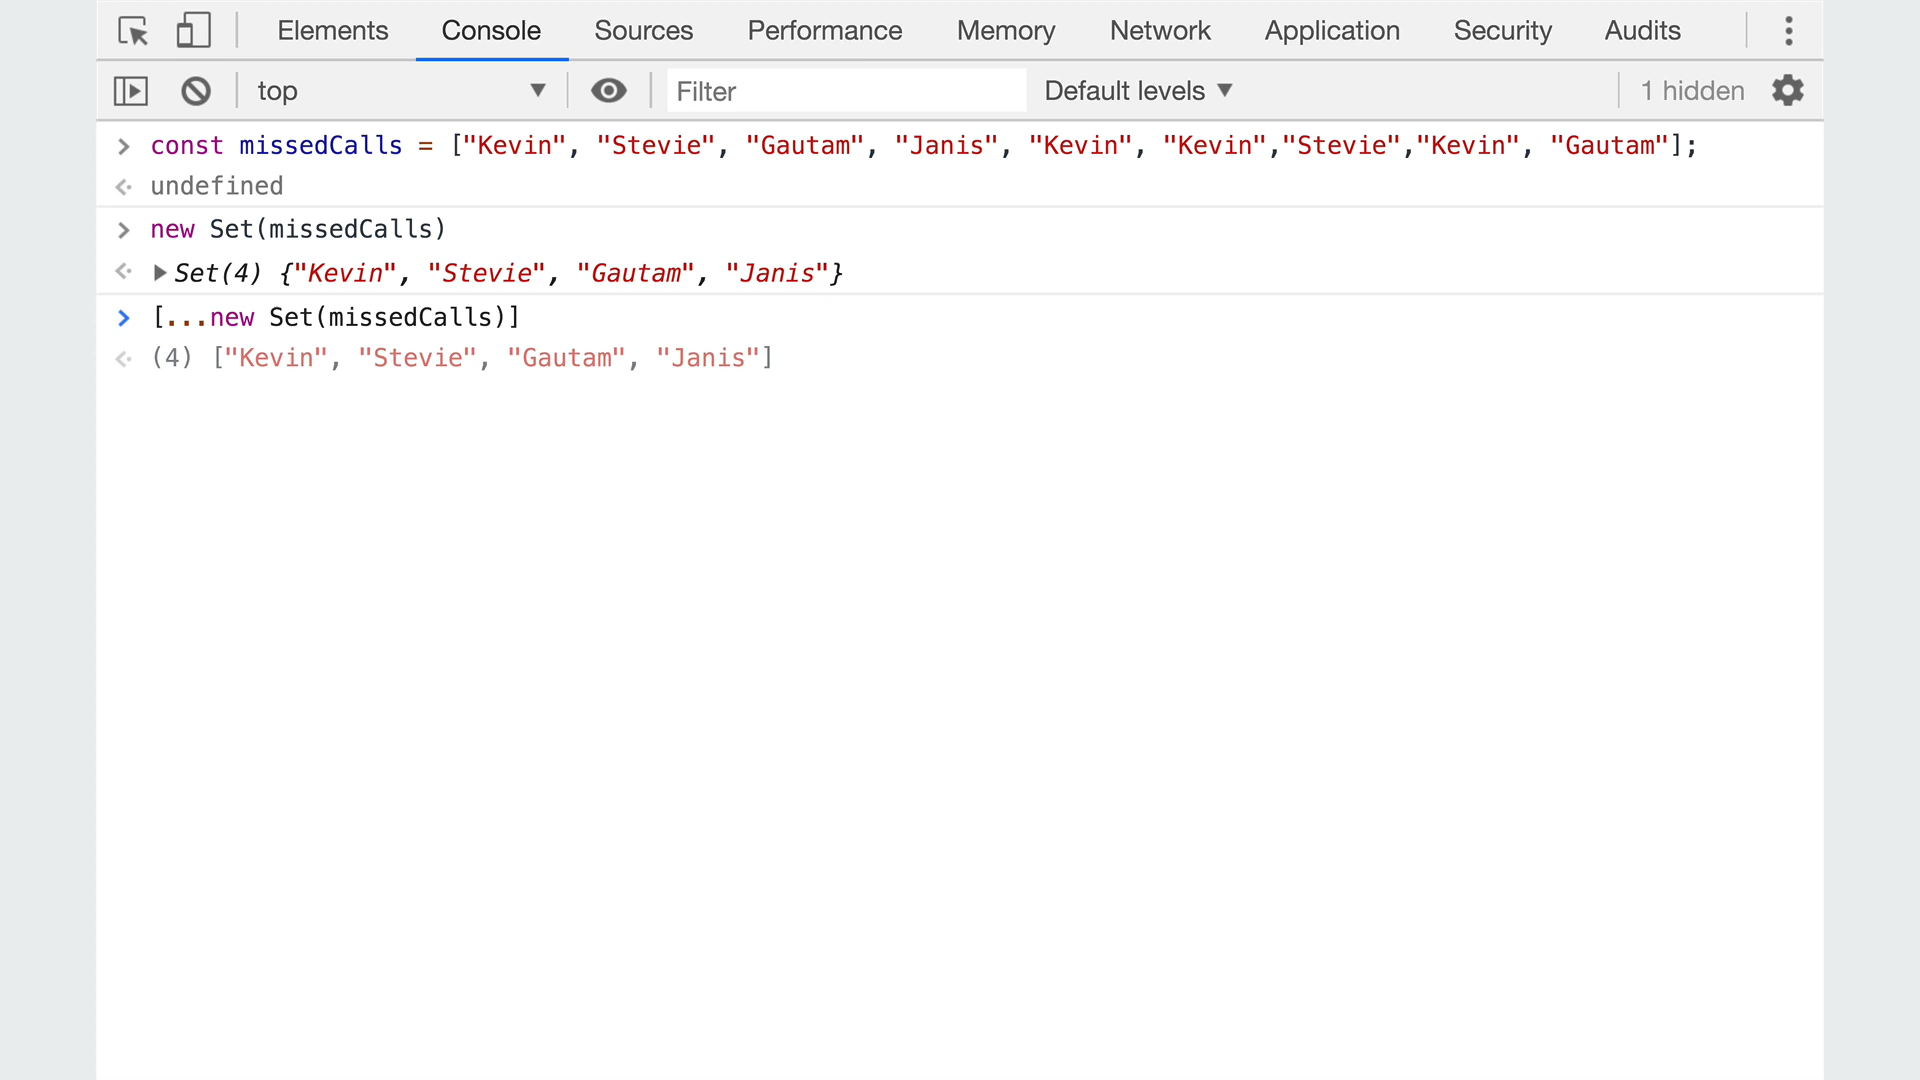 Elements Console Sources Performance Memory Network Application Security Audits
top Filter Default levels 1 hidden
const missedCalls = ["Kevin", "Stevie", "Gautam", "Janis", "Kevin", "Kevin","Stevie","Kevin", "Gautam"];
undefined
new Set(missedCalls)
Set(4) {"Kevin", "Stevie", "Gautam", "Janis"}
[...new Set(missedCalls)]
(4) ["Kevin", "Stevie", "Gautam", "Janis"]